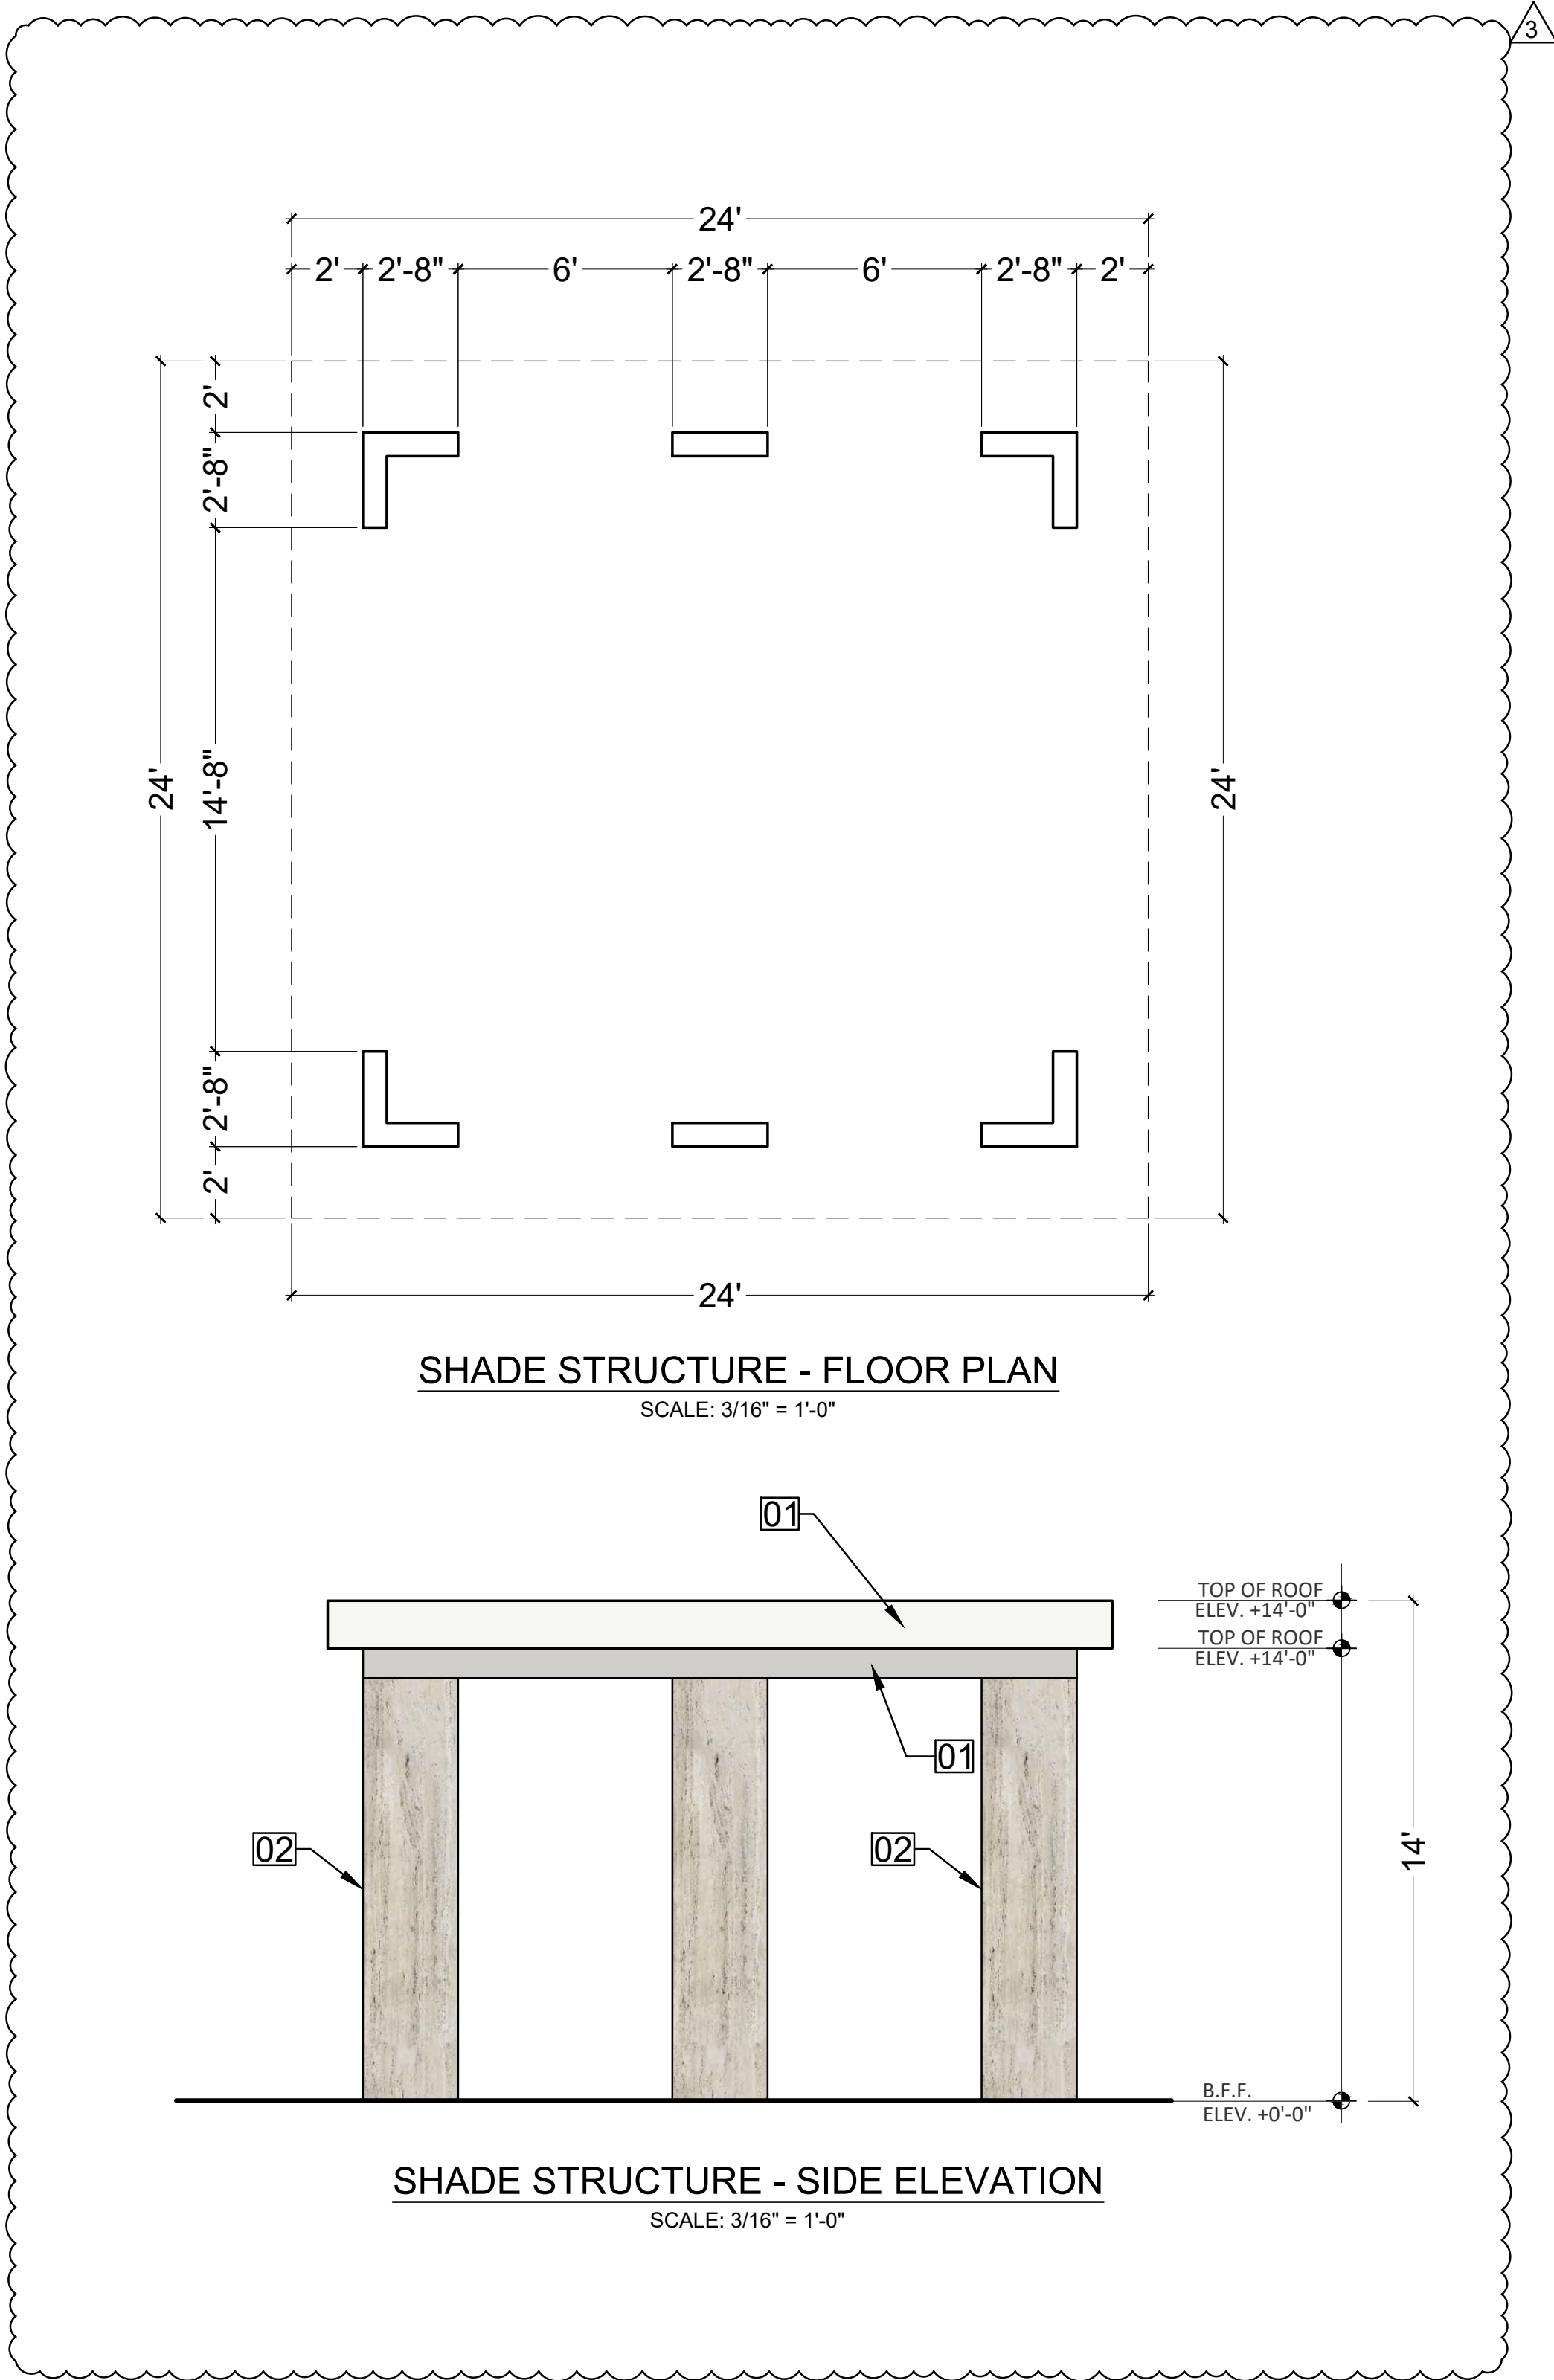 3
24'
2' 2'-8" 6' 2'-8" 6' 2'-8" 2'
2'
2'-8"
14'-8"
24'
24'
2'-8"
2'
24'
SHADE STRUCTURE - FLOOR PLAN
SCALE: 3/16" = 1'-0"
01
TOP OF ROOF
ELEV. +14'-0"
TOP OF ROOF
ELEV. +14'-0"
01
02
02
14'
B.F.F.
ELEV. +0'-0"
SHADE STRUCTURE - SIDE ELEVATION
SCALE: 3/16" = 1'-0"